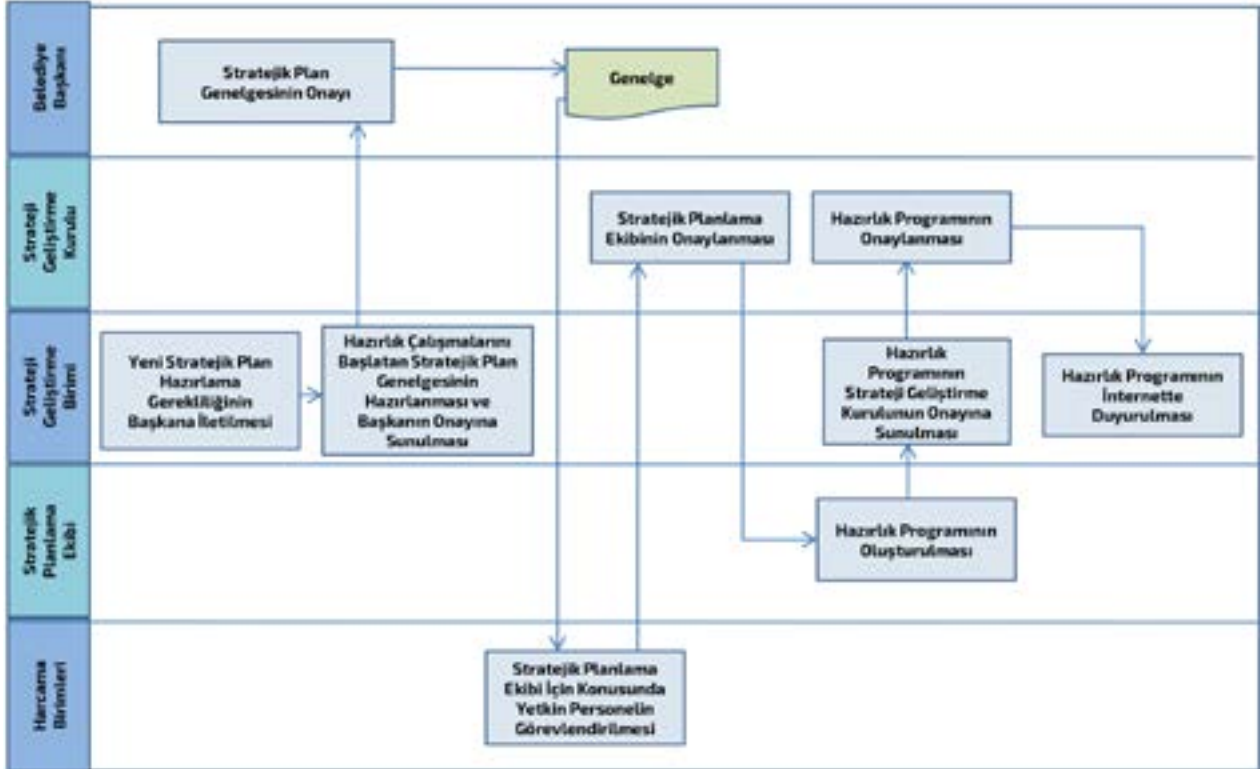 Belediye
Başkanı
Stratejik Plan
Genelgesinin Onayı
Genelge
Strateji
Geliştirme
Kurulu
Stratejik Planlama
Ekibinin Onaylanması
Hazırlık Programının
Onaylanması
Strateji
Geliştirme
Birimi
Yeni Stratejik Plan
Hazırlama
Gerekliliğinin
Başkana İletilmesi
Hazırlık Çalışmalarını
Başlatan Stratejik Plan
Genelgesinin
Hazırlanması ve
Başkanın Onayına
Sunulması
Hazırlık
Programının
Strateji Geliştirme
Kurulunun Onayına
Sunulması
Hazırlık Programının
İnternette
Duyurulması
Stratejik
Planlama
Ekibi
Hazırlık Programının
Oluşturulması
Harcama
Birimleri
Stratejik Planlama
Ekibi İçin Konusunda
Yetkin Personelin
Görevlendirilmesi